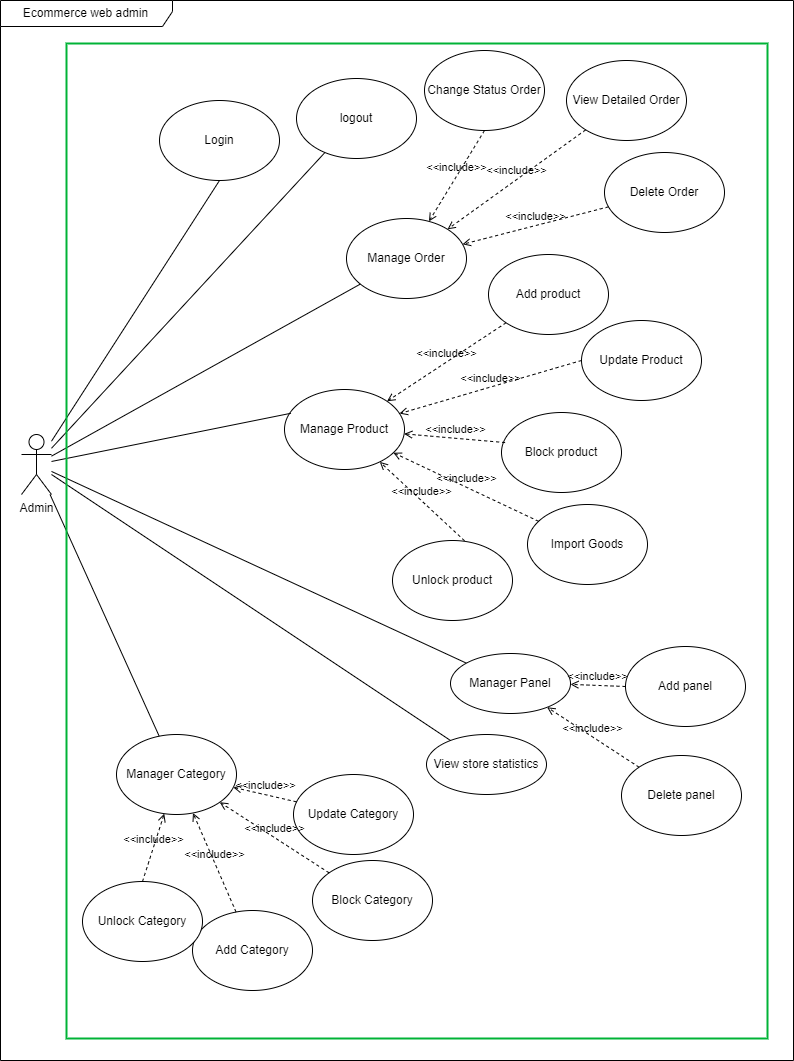 Ecommerce web admin
Change Status Order
View Detailed Order
logout
Login
<<include>>
<<include>>
Delete Order
<<include>>
Manage Order
Add product
<<include>>
Update Product
<<include>>
Manage Product
<<include>>
Block product
<<include>>
<<include>>
Admin
Import Goods
Unlock product
<<include>>
Manager Panel
Add panel
<<include>>
View store statistics
Manager Category
<<include>>
Delete panel
Update Category
<<include>>
<<include>>
<<include>>
Block Category
Unlock Category
Add Category